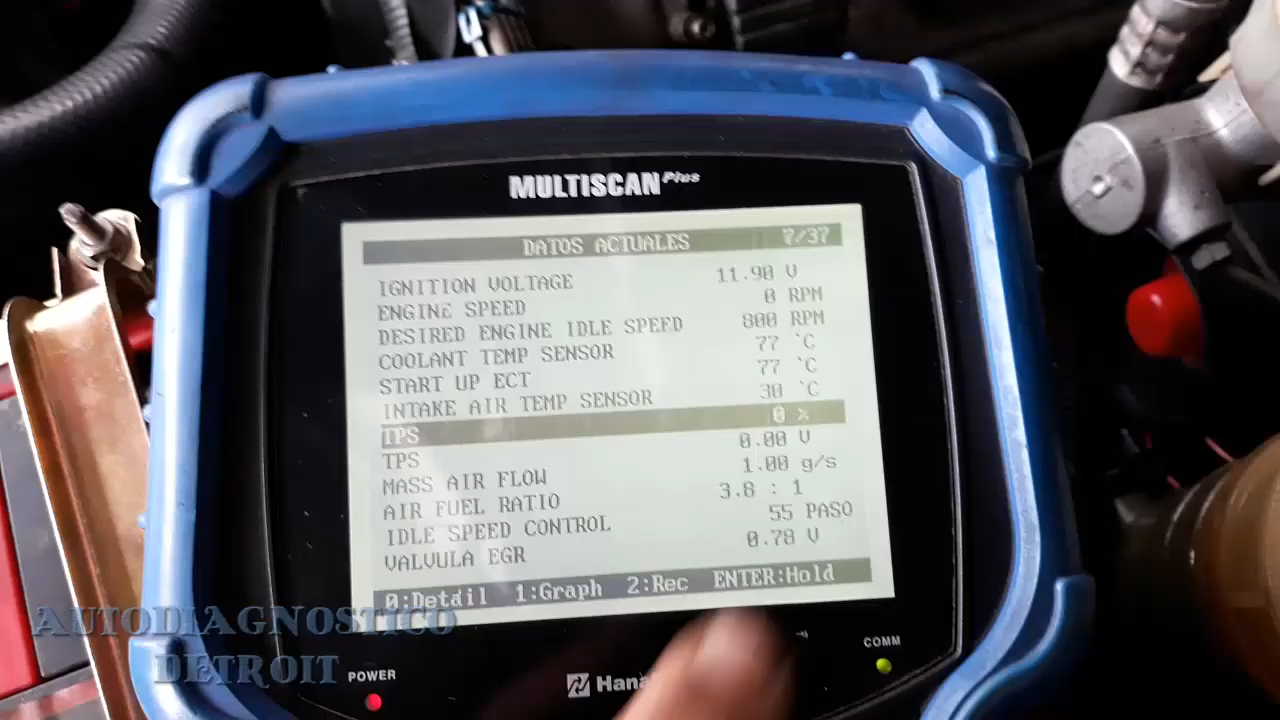 MULTISCAN Plus
DATOS ACTUALES 7/37
IGNITION VOLTAGE 11.90 V
ENGINE SPEED 0 RPM
DESIRED ENGINE IDLE SPEED 800 RPM
COOLANT TEMP SENSOR 77 °C
START UP ECT 77 °C
INTAKE AIR TEMP SENSOR 30 °C
TPS 0 %
TPS 0.00 V
MASS AIR FLOW 1.00 g/s
AIR FUEL RATIO 3.8 : 1
IDLE SPEED CONTROL 55 PASO
VALVULA EGR 0.78 V
0:Detail 1:Graph 2:Rec ENTER:Hold
AUTODIAGNOSTICO
DETROIT
POWER
COMM